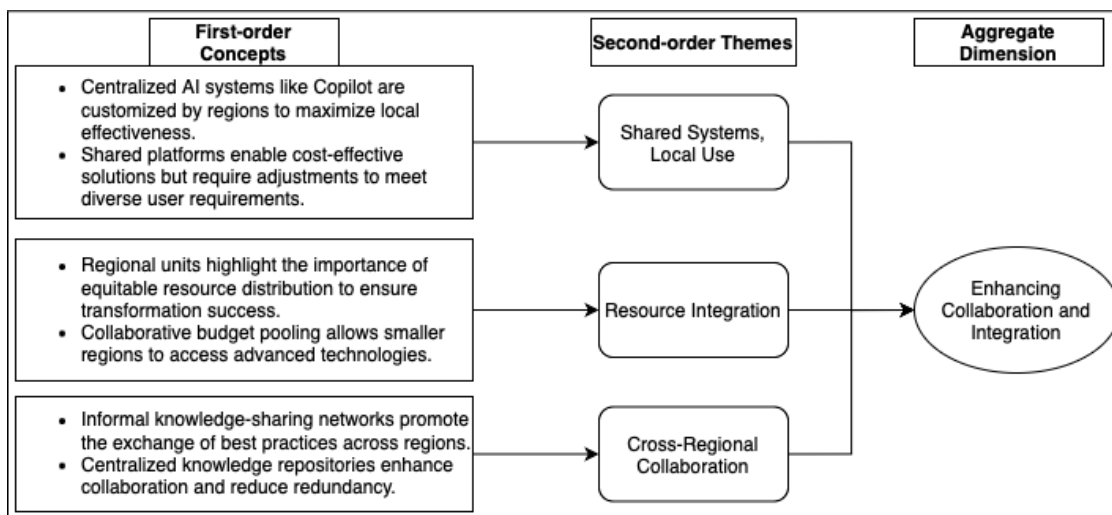 First-order
Concepts
Second-order Themes
Aggregate
Dimension
• Centralized AI systems like Copilot are
customized by regions to maximize local
effectiveness.
• Shared platforms enable cost-effective
solutions but require adjustments to meet
diverse user requirements.
Shared Systems,
Local Use
• Regional units highlight the importance of
equitable resource distribution to ensure
transformation success.
• Collaborative budget pooling allows smaller
regions to access advanced technologies.
Resource Integration
Enhancing
Collaboration and
Integration
• Informal knowledge-sharing networks promote
the exchange of best practices across regions.
• Centralized knowledge repositories enhance
collaboration and reduce redundancy.
Cross-Regional
Collaboration